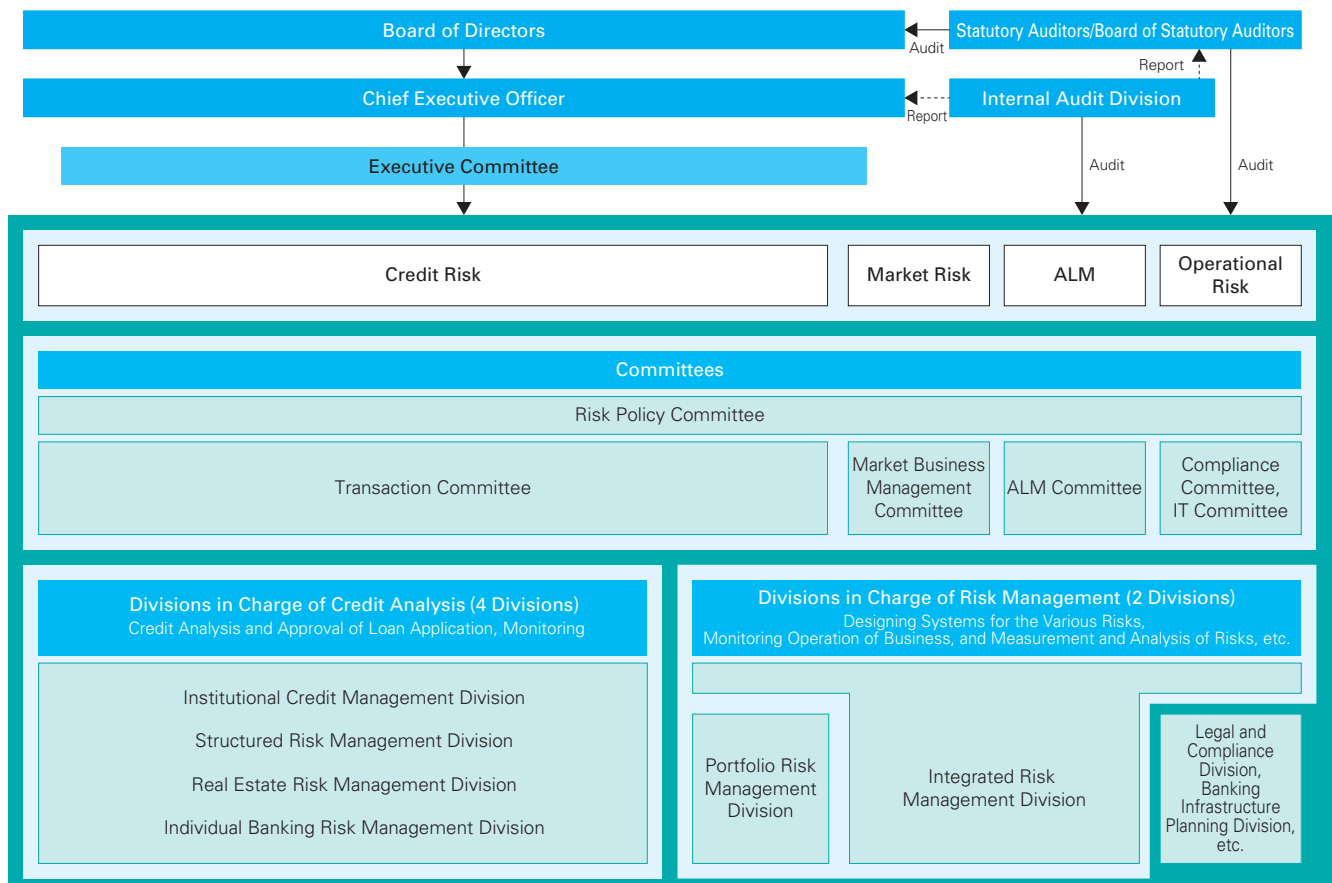 Board of Directors
Statutory Auditors/Board of Statutory Auditors
Audit
Report
Chief Executive Officer
Internal Audit Division
Report
Executive Committee
Audit
Audit
Credit Risk
Market Risk
ALM
Operational
Risk
Committees
Risk Policy Committee
Transaction Committee
Market Business
Management
Committee
ALM Committee
Compliance
Committee,
IT Committee
Divisions in Charge of Credit Analysis (4 Divisions)
Credit Analysis and Approval of Loan Application, Monitoring
Institutional Credit Management Division
Structured Risk Management Division
Real Estate Risk Management Division
Individual Banking Risk Management Division
Divisions in Charge of Risk Management (2 Divisions)
Designing Systems for the Various Risks,
Monitoring Operation of Business, and Measurement and Analysis of Risks, etc.
Portfolio Risk
Management
Division
Integrated Risk
Management Division
Legal and
Compliance
Division,
Banking
Infrastructure
Planning Division,
etc.